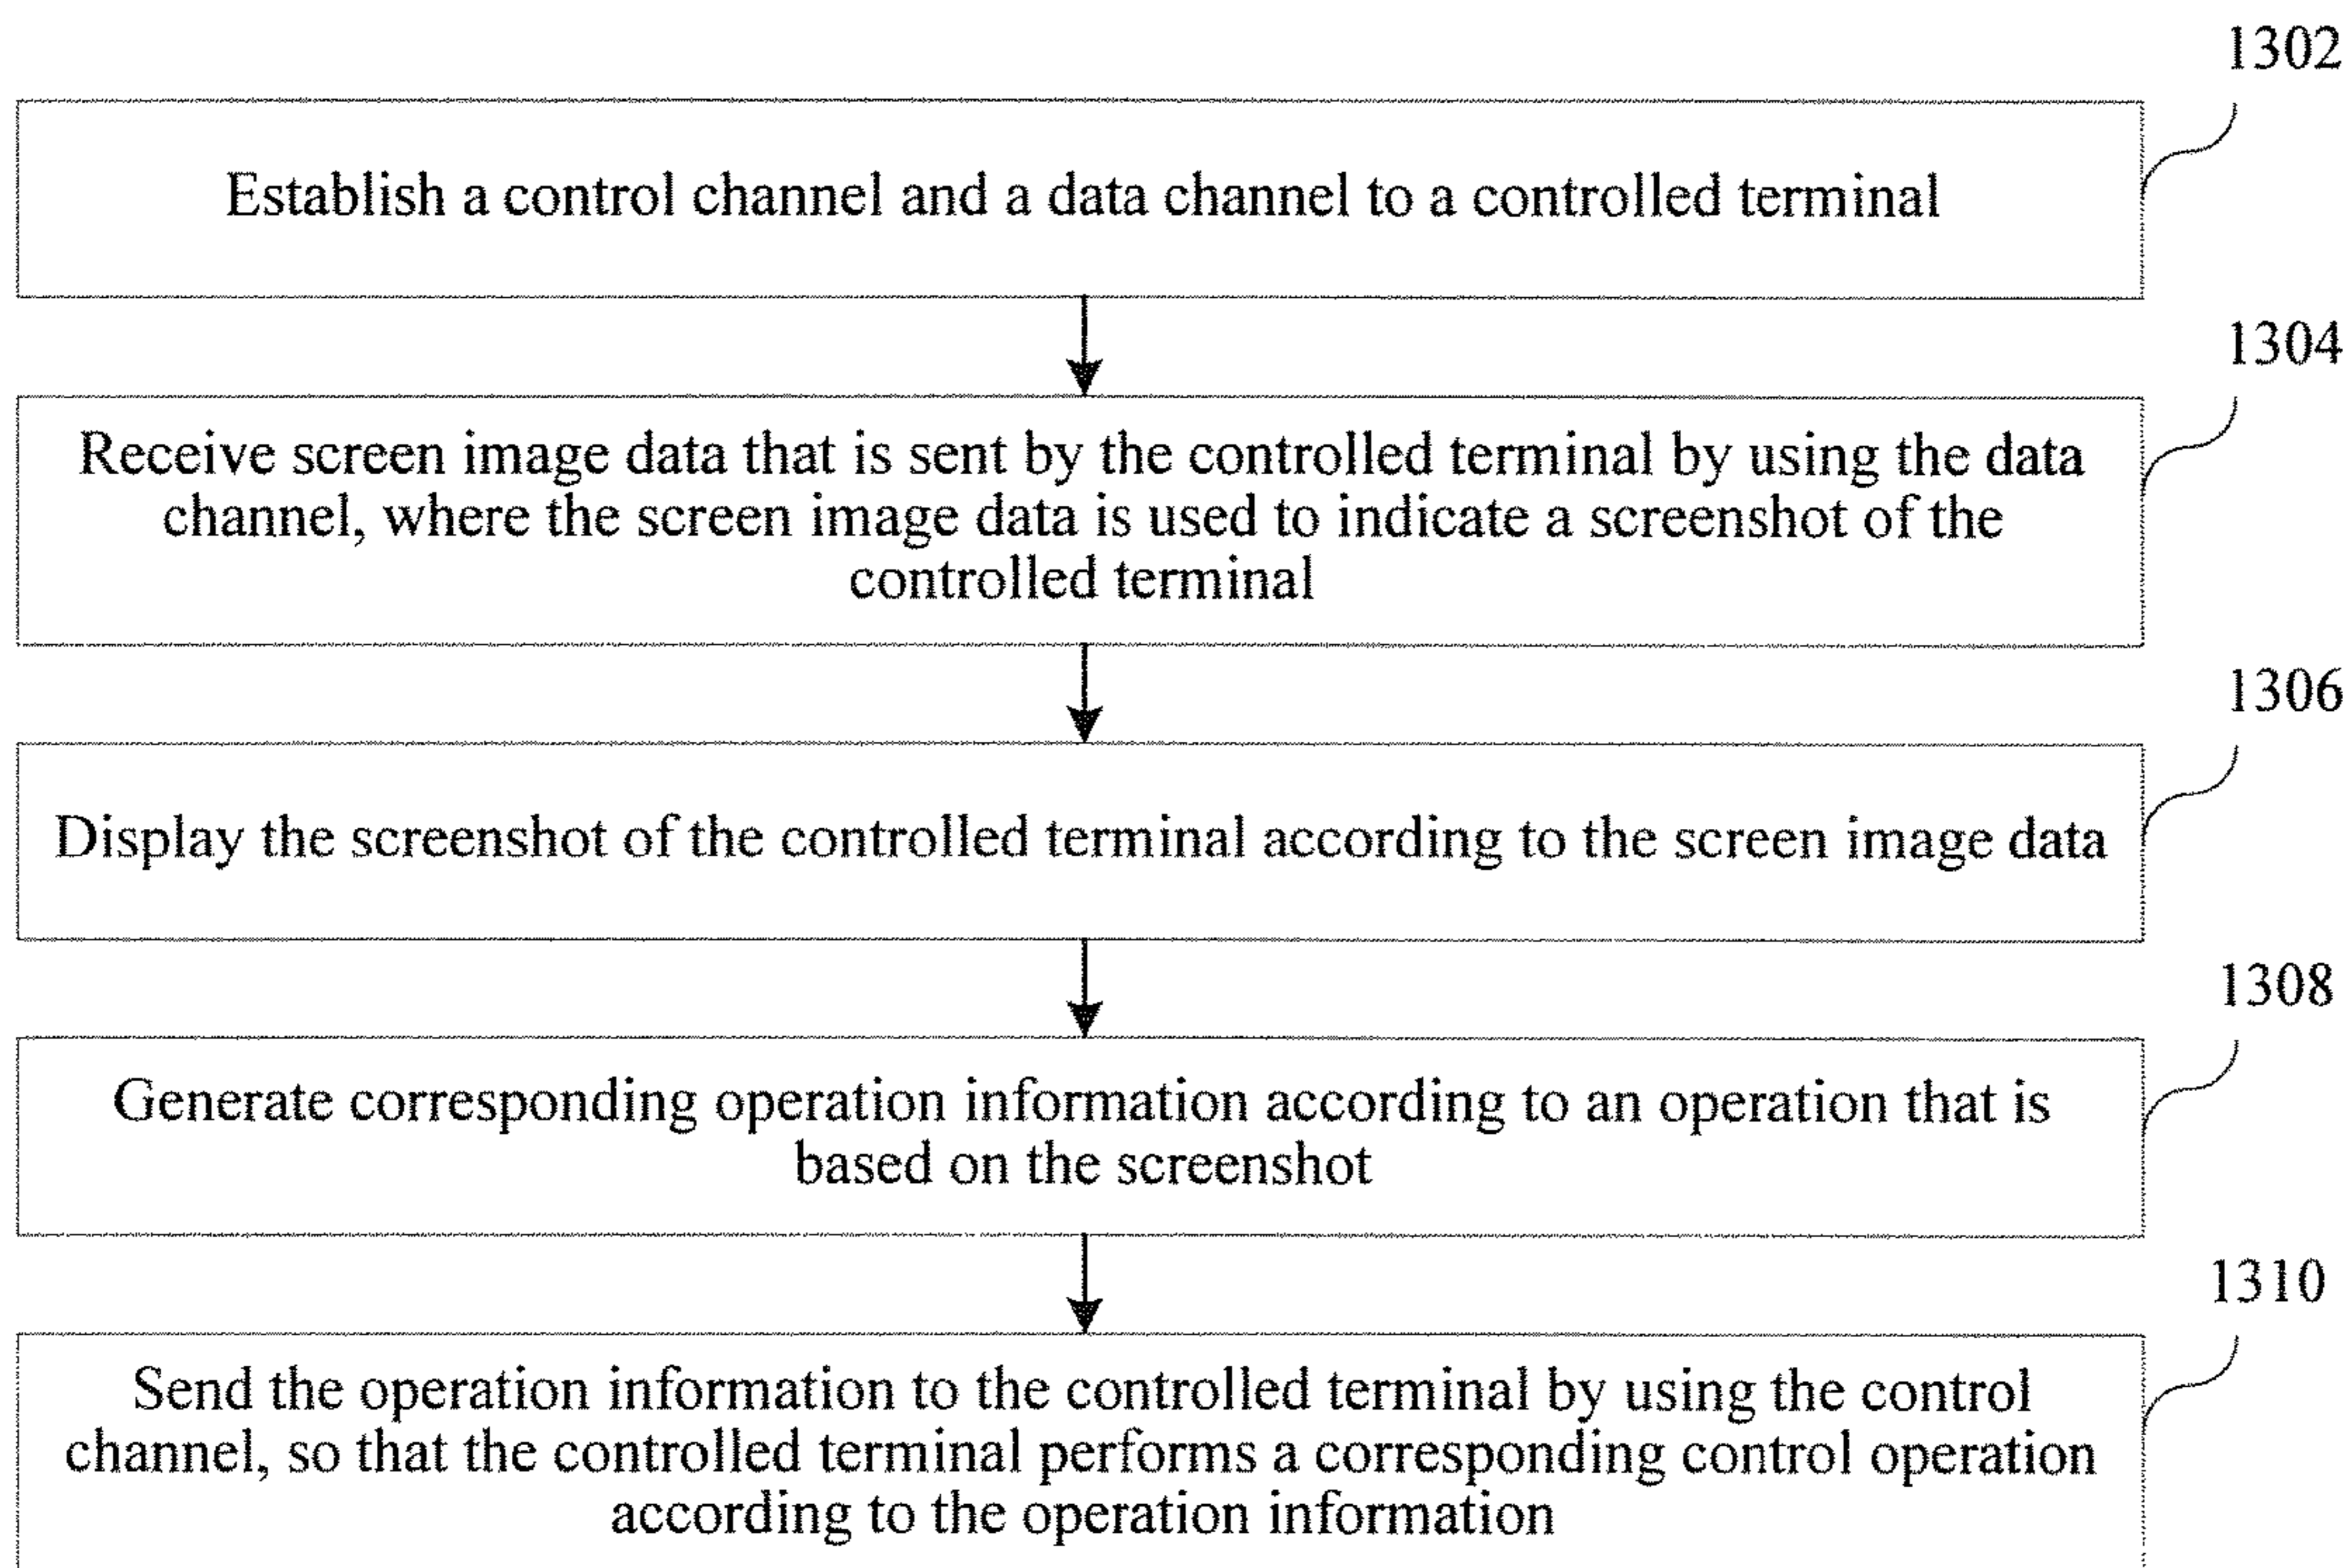 1302
Establish a control channel and a data channel to a controlled terminal
1304
Receive screen image data that is sent by the controlled terminal by using the data
channel, where the screen image data is used to indicate a screenshot of the
controlled terminal
1306
Display the screenshot of the controlled terminal according to the screen image data
1308
Generate corresponding operation information according to an operation that is
based on the screenshot
1310
Send the operation information to the controlled terminal by using the control
channel, so that the controlled terminal performs a corresponding control operation
according to the operation information